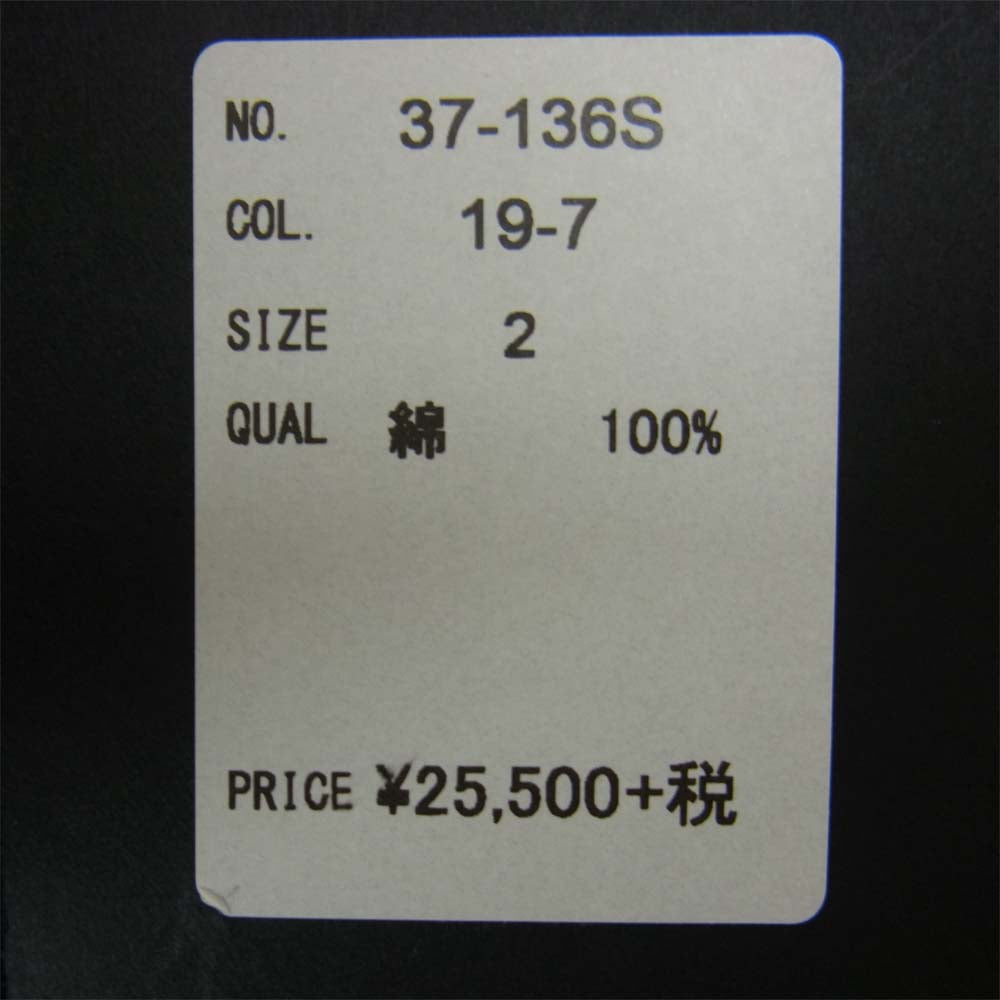 NO. 37-136S
COL. 19-7
SIZE 2
QUAL 綿 100%
PRICE ¥25,500+税